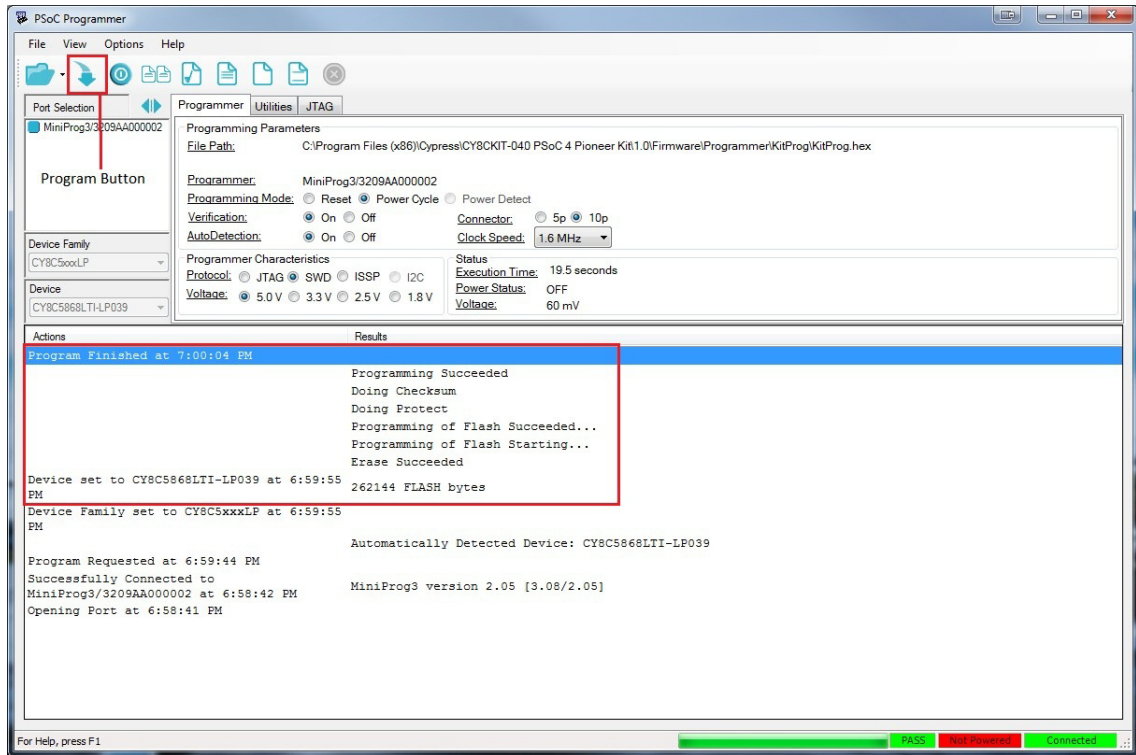 PSoC Programmer
File View Options Help
Port Selection
Programmer Utilities JTAG
MiniProg3/3209AA000002
Program Button
Device Family
CY8C5xxxLP
Device
CY8C5868LTI-LP039
Programming Parameters
File Path: C:\Program Files (x86)\Cypress\CY8CKIT-040 PSoC 4 Pioneer Kit\1.0\Firmware\Programmer\KitProg\KitProg.hex
Programmer: MiniProg3/3209AA000002
Programming Mode: Reset Power Cycle Power Detect
Verification: On Off Connector: 5p 10p
AutoDetection: On Off Clock Speed: 1.6 MHz
Programmer Characteristics
Protocol: JTAG SWD ISSP I2C
Voltage: 5.0 V 3.3 V 2.5 V 1.8 V
Status
Execution Time: 19.5 seconds
Power Status: OFF
Voltage: 60 mV
Actions Results
Program Finished at 7:00:04 PM
Programming Succeeded
Doing Checksum
Doing Protect
Programming of Flash Succeeded...
Programming of Flash Starting...
Erase Succeeded
Device set to CY8C5868LTI-LP039 at 6:59:55
PM
262144 FLASH bytes
Device Family set to CY8C5xxxLP at 6:59:55
PM
Automatically Detected Device: CY8C5868LTI-LP039
Program Requested at 6:59:44 PM
Successfully Connected to
MiniProg3/3209AA000002 at 6:58:42 PM
MiniProg3 version 2.05 [3.08/2.05]
Opening Port at 6:58:41 PM
For Help, press F1
PASS Not Powered Connected